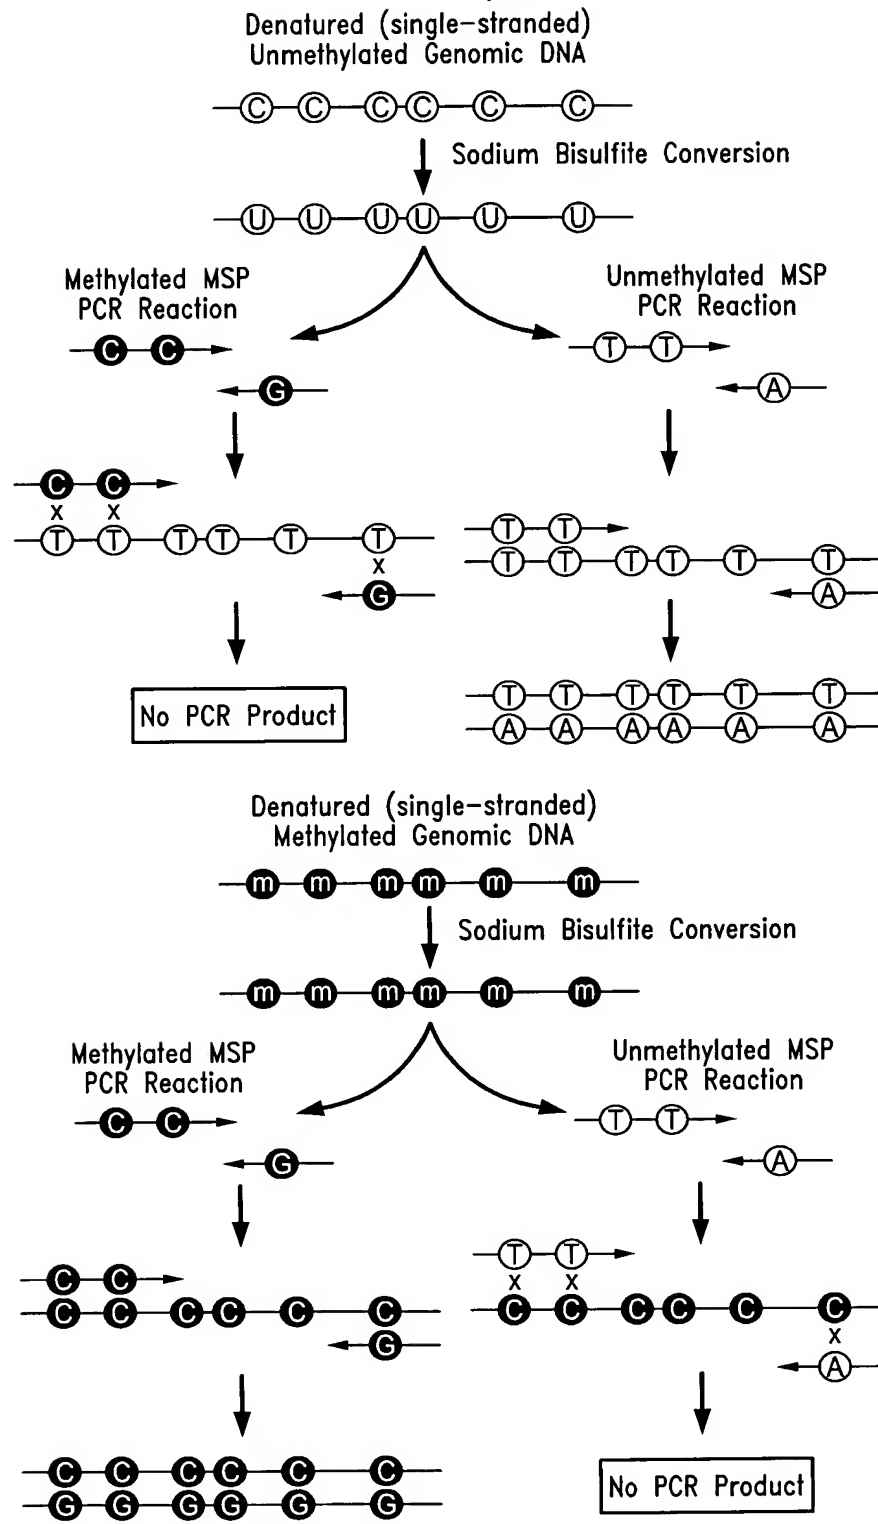 Denatured (single-stranded)
Unmethylated Genomic DNA
C C C C C C
Sodium Bisulfite Conversion
U U U U U U
Methylated MSP
PCR Reaction
C C
G
Unmethylated MSP
PCR Reaction
T T
A
C C
x x
T T T T T T
x
G
No PCR Product
T T
T T T T T T
A
T T T T T T
A A A A A A
Denatured (single-stranded)
Methylated Genomic DNA
m m m m m m
Sodium Bisulfite Conversion
m m m m m m
Methylated MSP
PCR Reaction
C C
G
Unmethylated MSP
PCR Reaction
T T
A
C C
C C C C C C
G
C C C C C C
G G G G G G
T T
x x
C C C C C C
x
A
No PCR Product